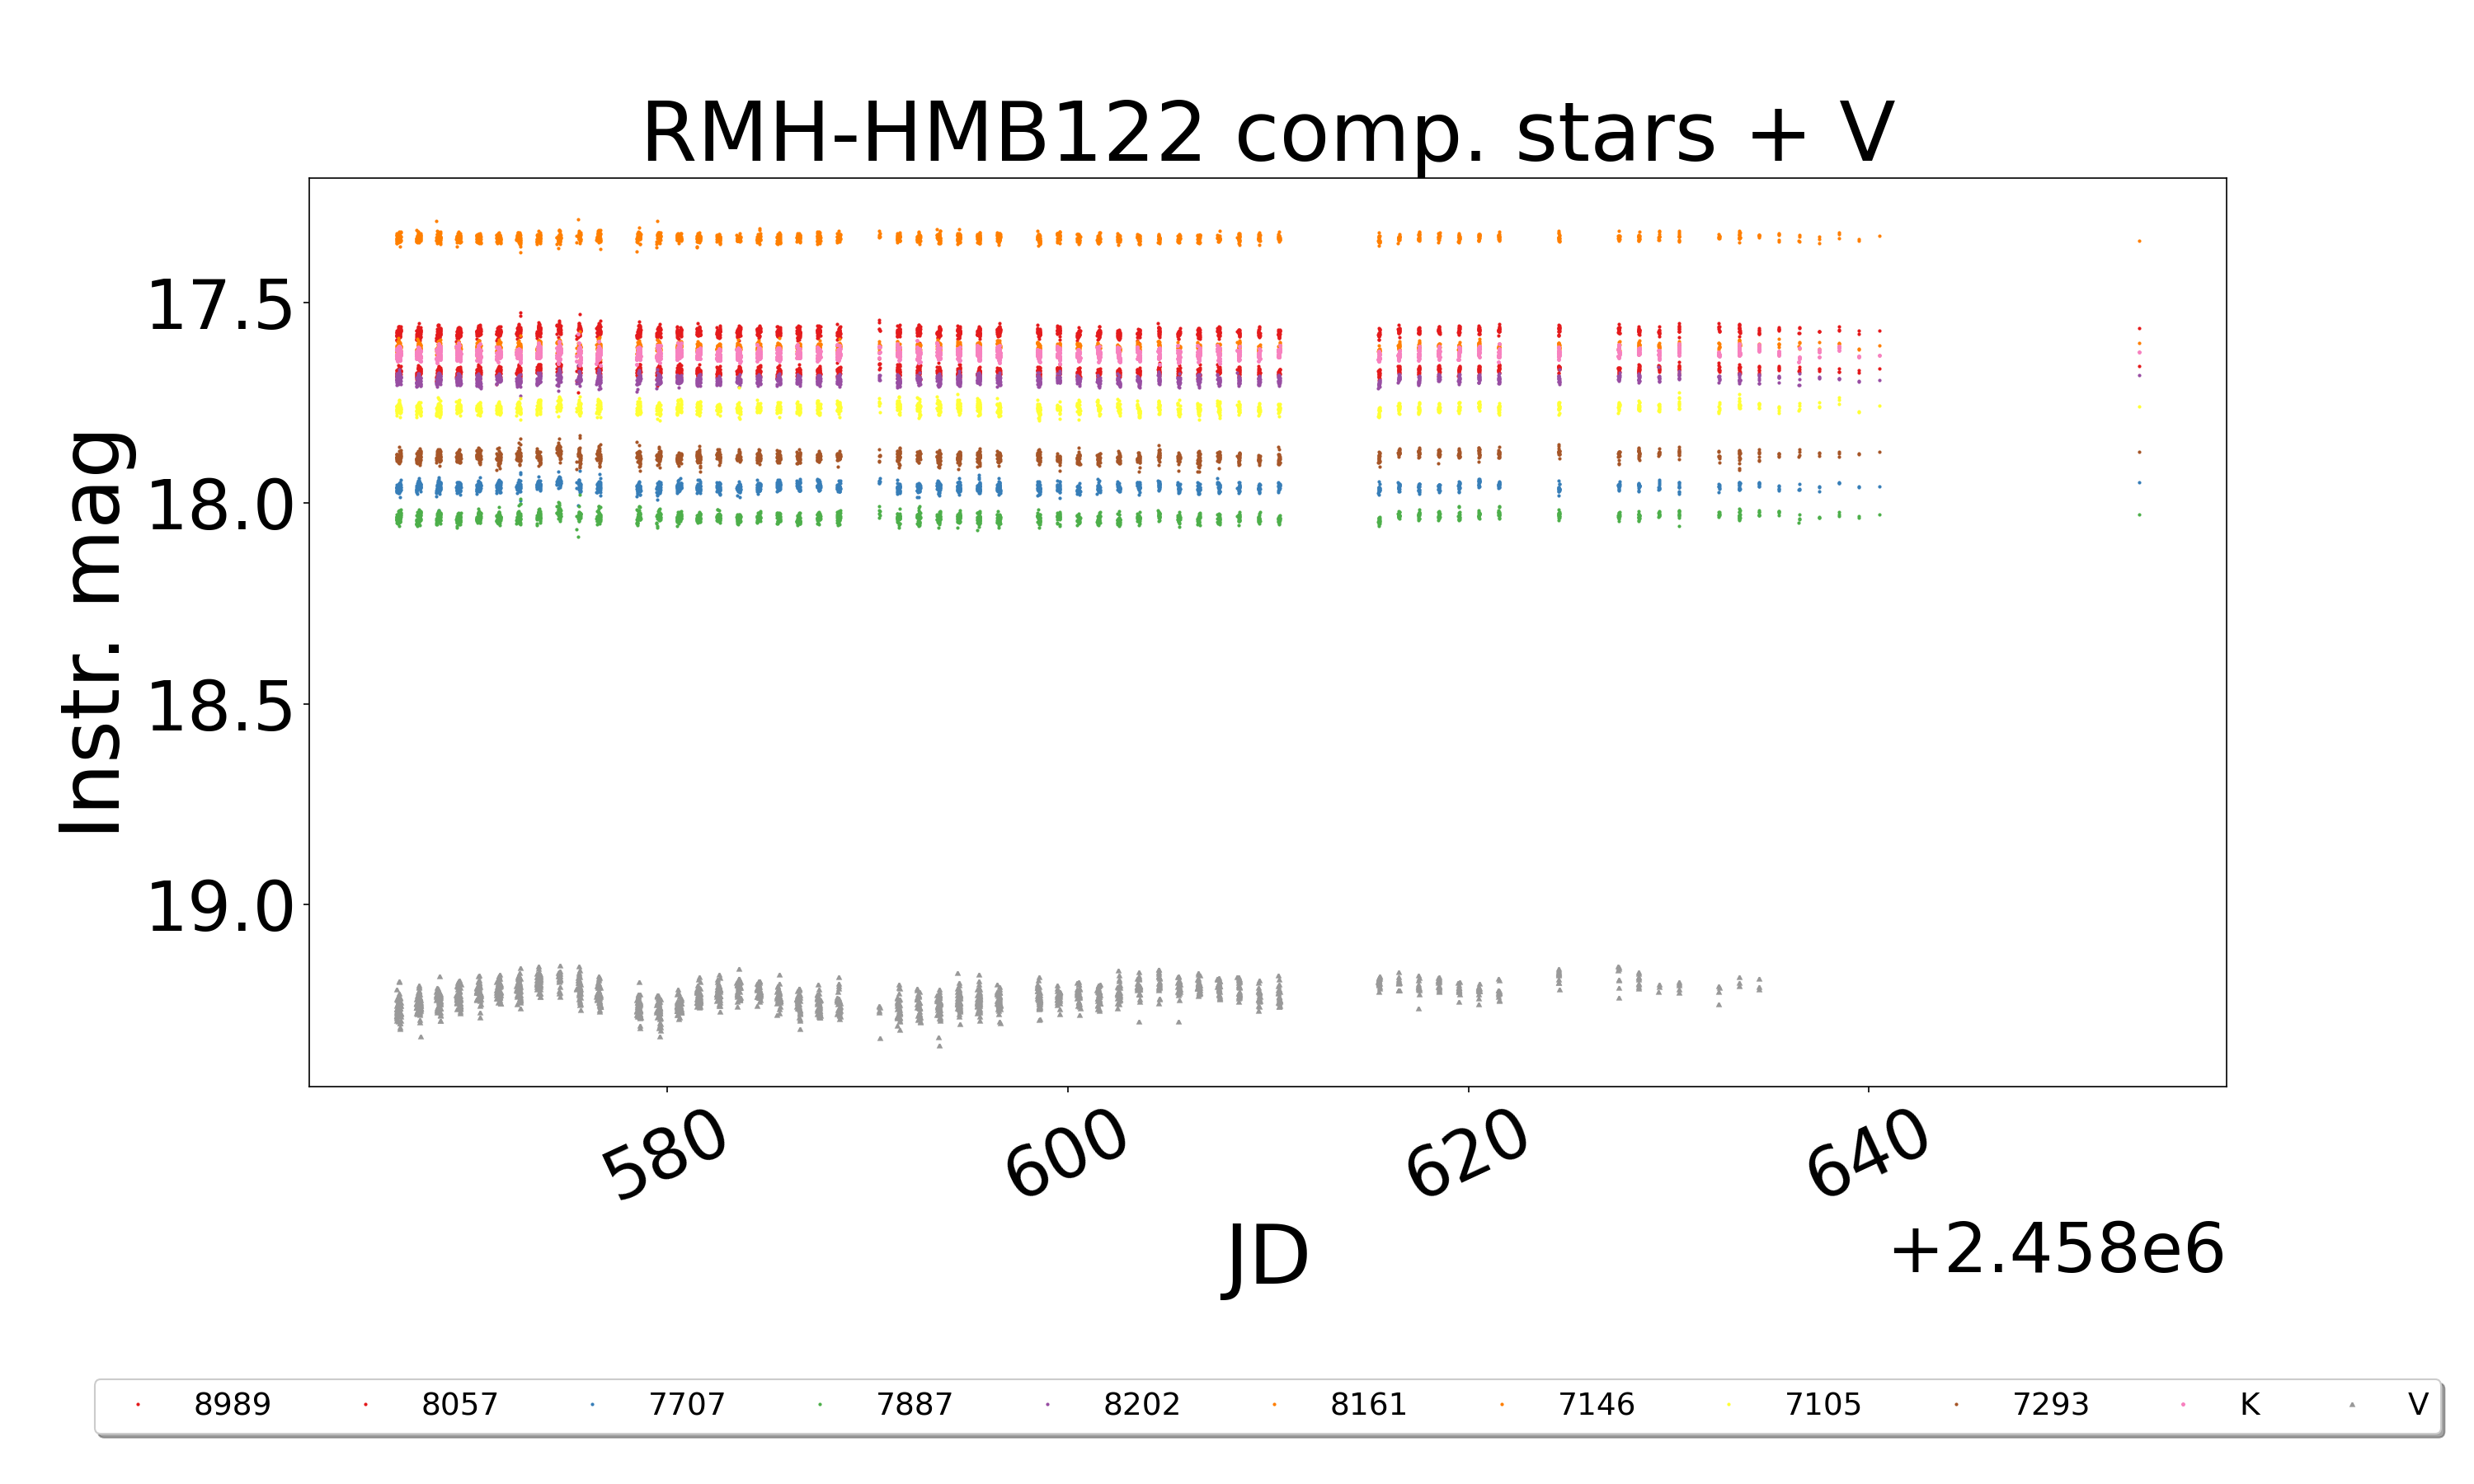 RMH-HMB122 comp. stars + V
Instr. mag
17.5
18.0
18.5
19.0
580 600 620 640
JD
+2.458e6
8989 8057 7707 7887 8202 8161 7146 7105 7293 K V